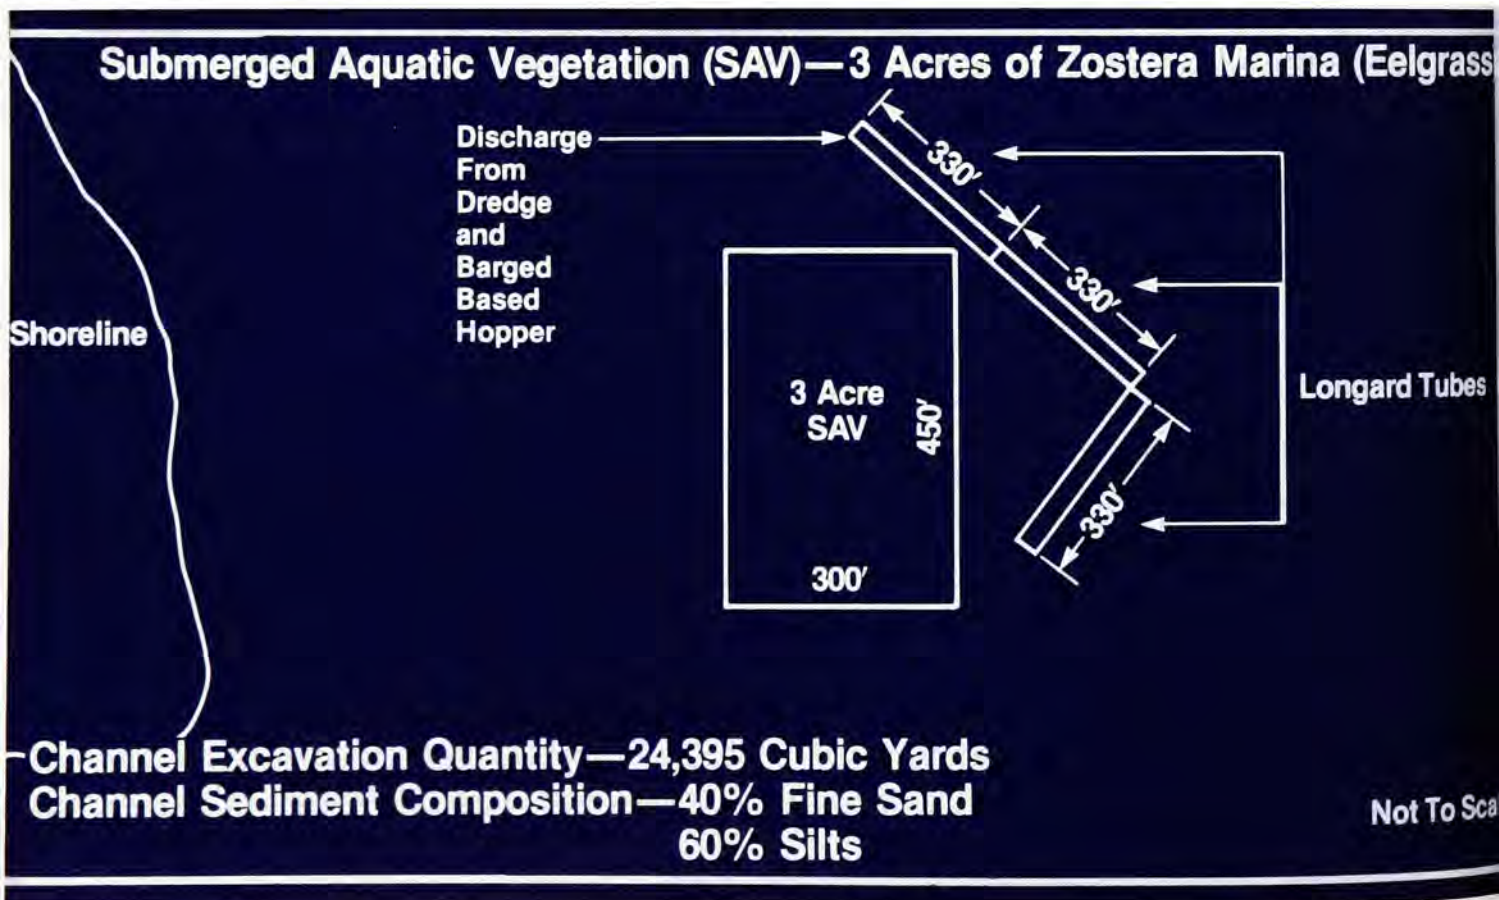 Submerged Aquatic Vegetation (SAV)—3 Acres of Zostera Marina (Eelgrass
Discharge
From
Dredge
and
Barged
Based
Hopper
330'
330'
330'
Shoreline
3 Acre
SAV
450'
300'
Longard Tubes
Channel Excavation Quantity—24,395 Cubic Yards
Channel Sediment Composition—40% Fine Sand
60% Silts
Not To Sca